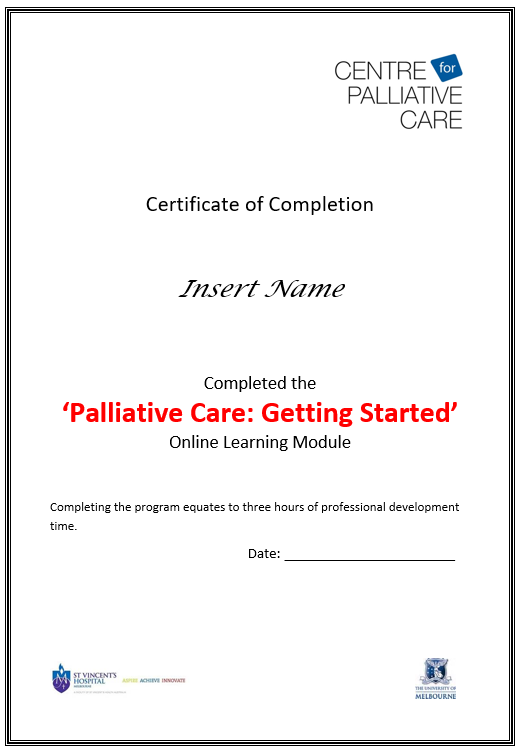 CENTRE for
PALLIATIVE
CARE
Certificate of Completion
Insert Name
Completed the
‘Palliative Care: Getting Started’
Online Learning Module
Completing the program equates to three hours of professional development
time.
Date: ______________________
ST VINCENT'S
HOSPITAL
MELBOURNE
ASPIRE. ACHIEVE. INNOVATE
THE UNIVERSITY OF
MELBOURNE